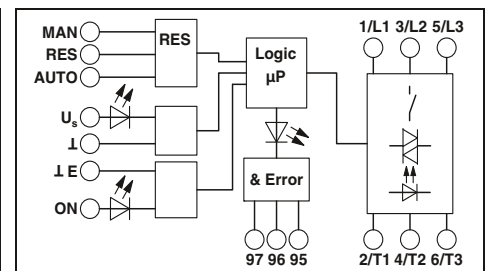 MAN
RES
AUTO
RES
Us
⊥
⊥ E
ON
Logic
µP
& Error
97 96 95
1/L1 3/L2 5/L3
2/T1 4/T2 6/T3